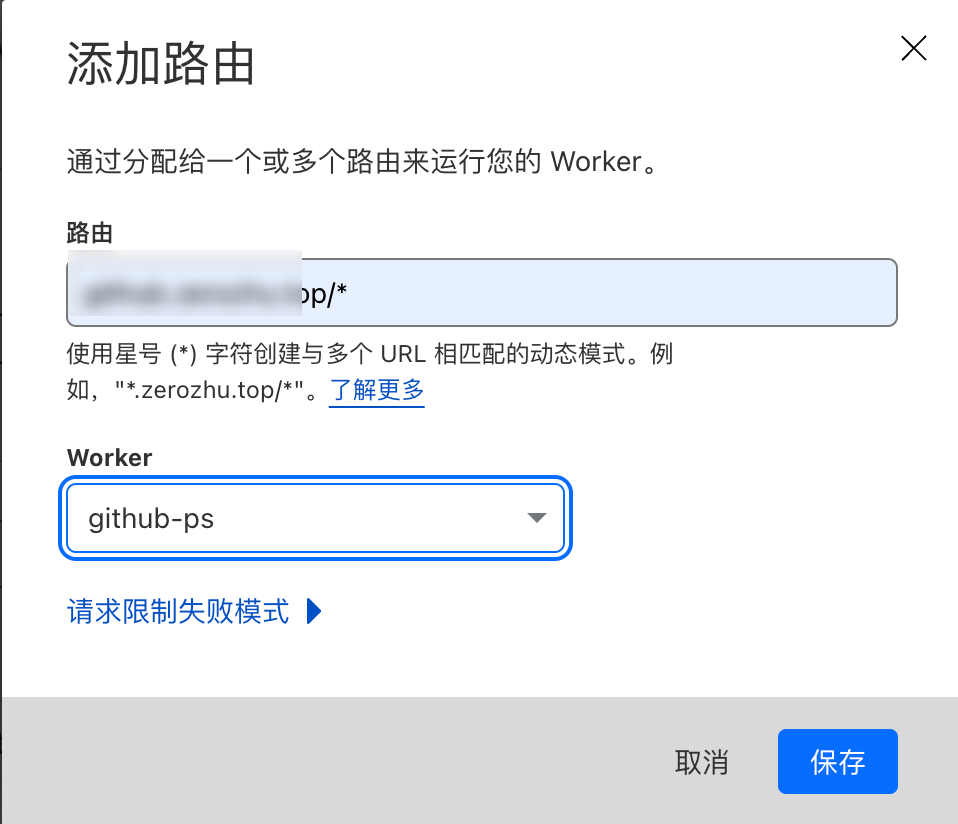 添加路由
通过分配给一个或多个路由来运行您的 Worker。
路由
op/*
使用星号 (*) 字符创建与多个 URL 相匹配的动态模式。例
如，"*.zerozhu.top/*"。了解更多
Worker
github-ps
请求限制失败模式
取消
保存